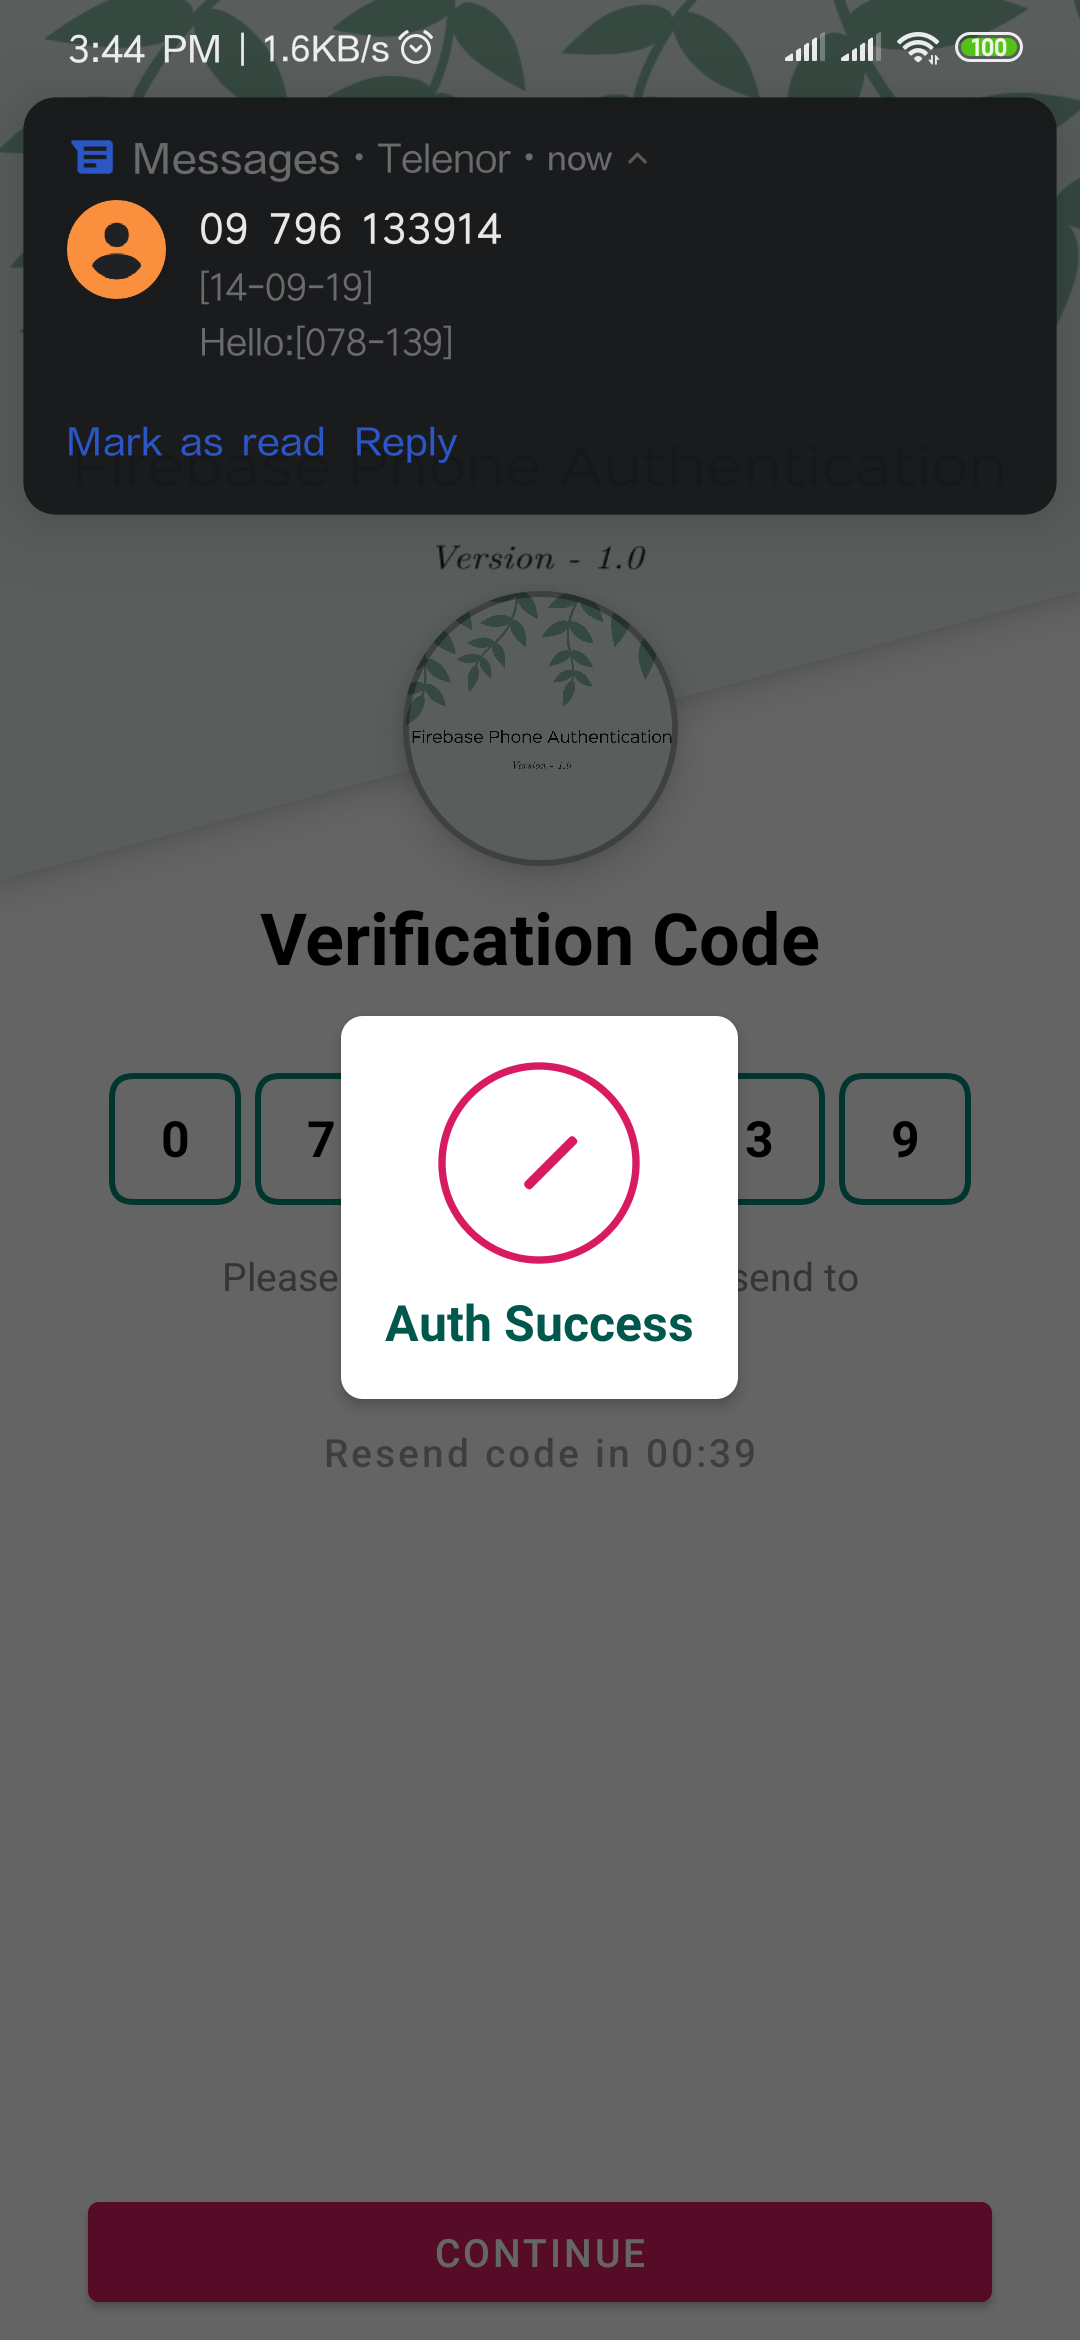 3:44 PM | 1.6KB/s 100
Messages • Telenor • now
09 796 133914
[14-09-19]
Hello:[078-139]
Mark as read Reply
Firebase Phone Authentication
Version - 1.0
Firebase Phone Authentication
Version - 1.0
Verification Code
0 7 3 9
Please send to
Auth Success
Resend code in 00:39
CONTINUE